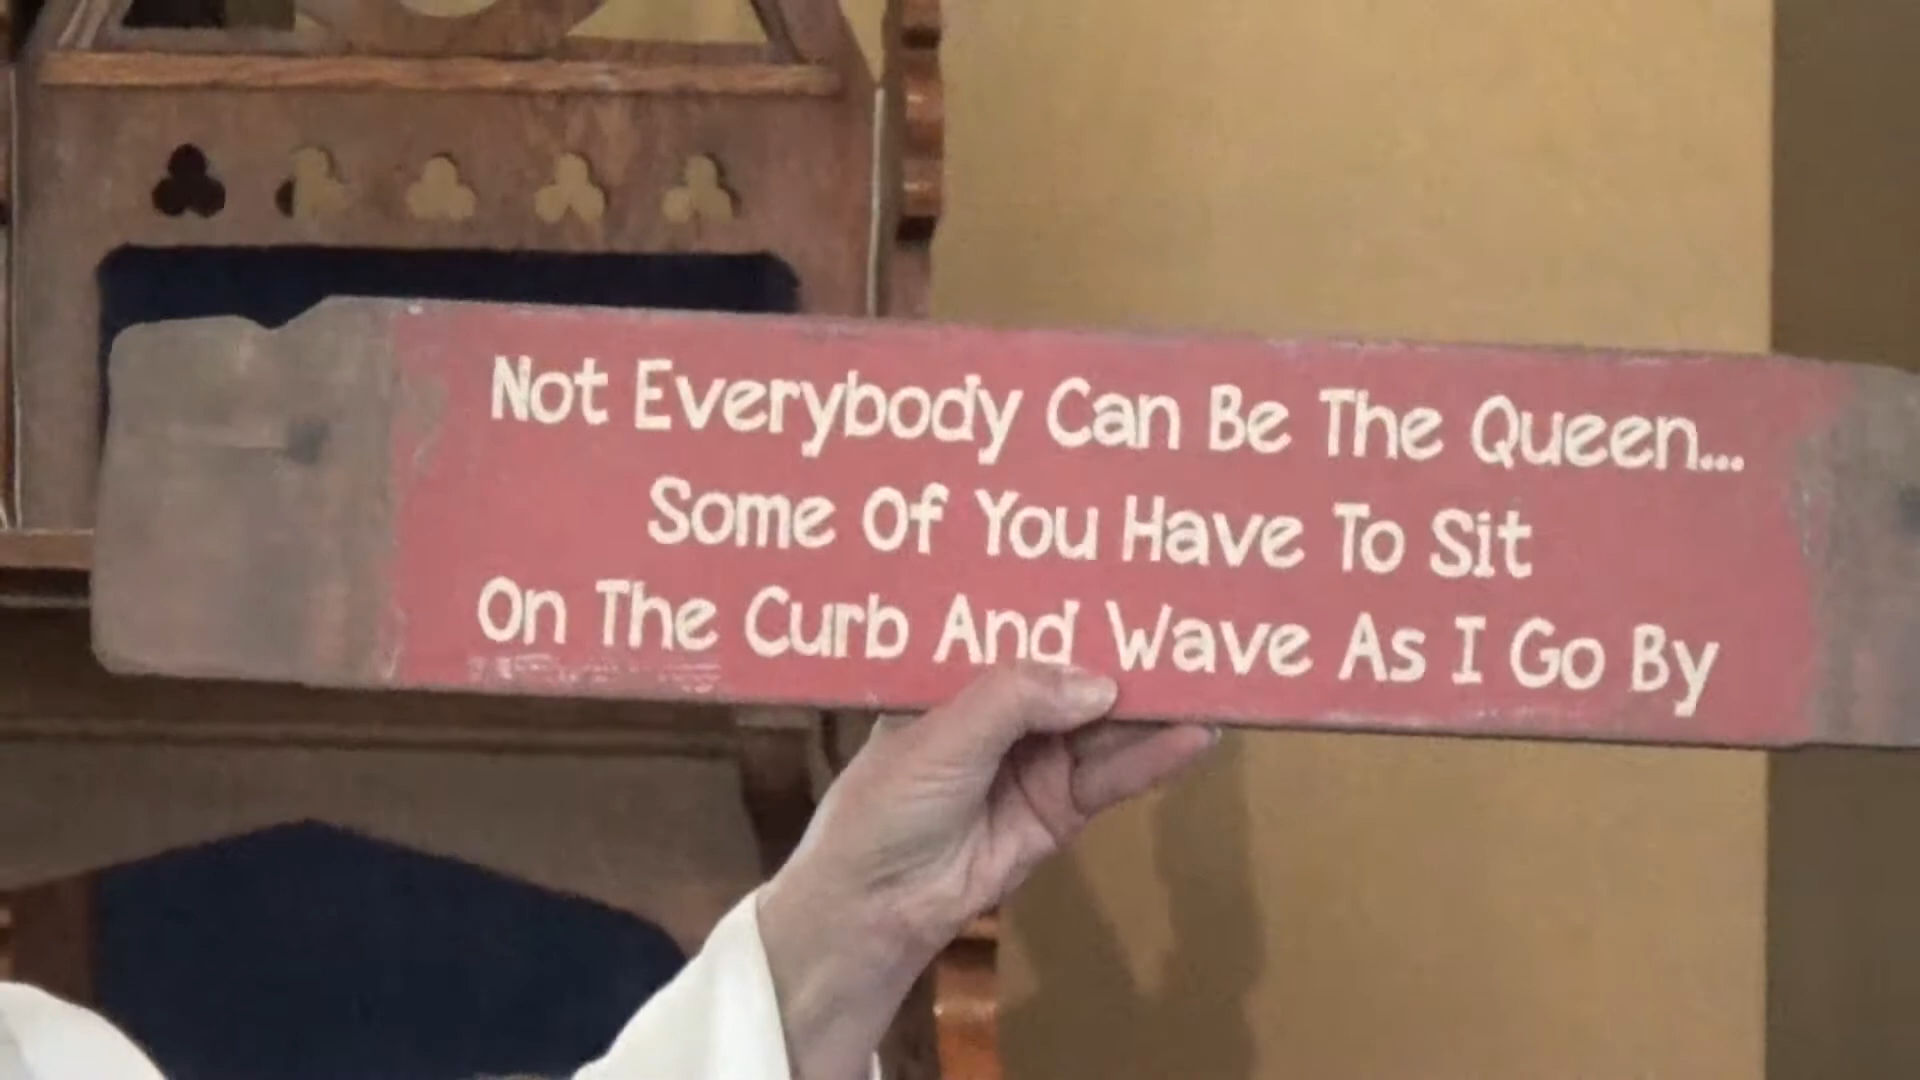 Not Everybody Can Be The Queen...
Some Of You Have To Sit
On The Curb And Wave As I Go By